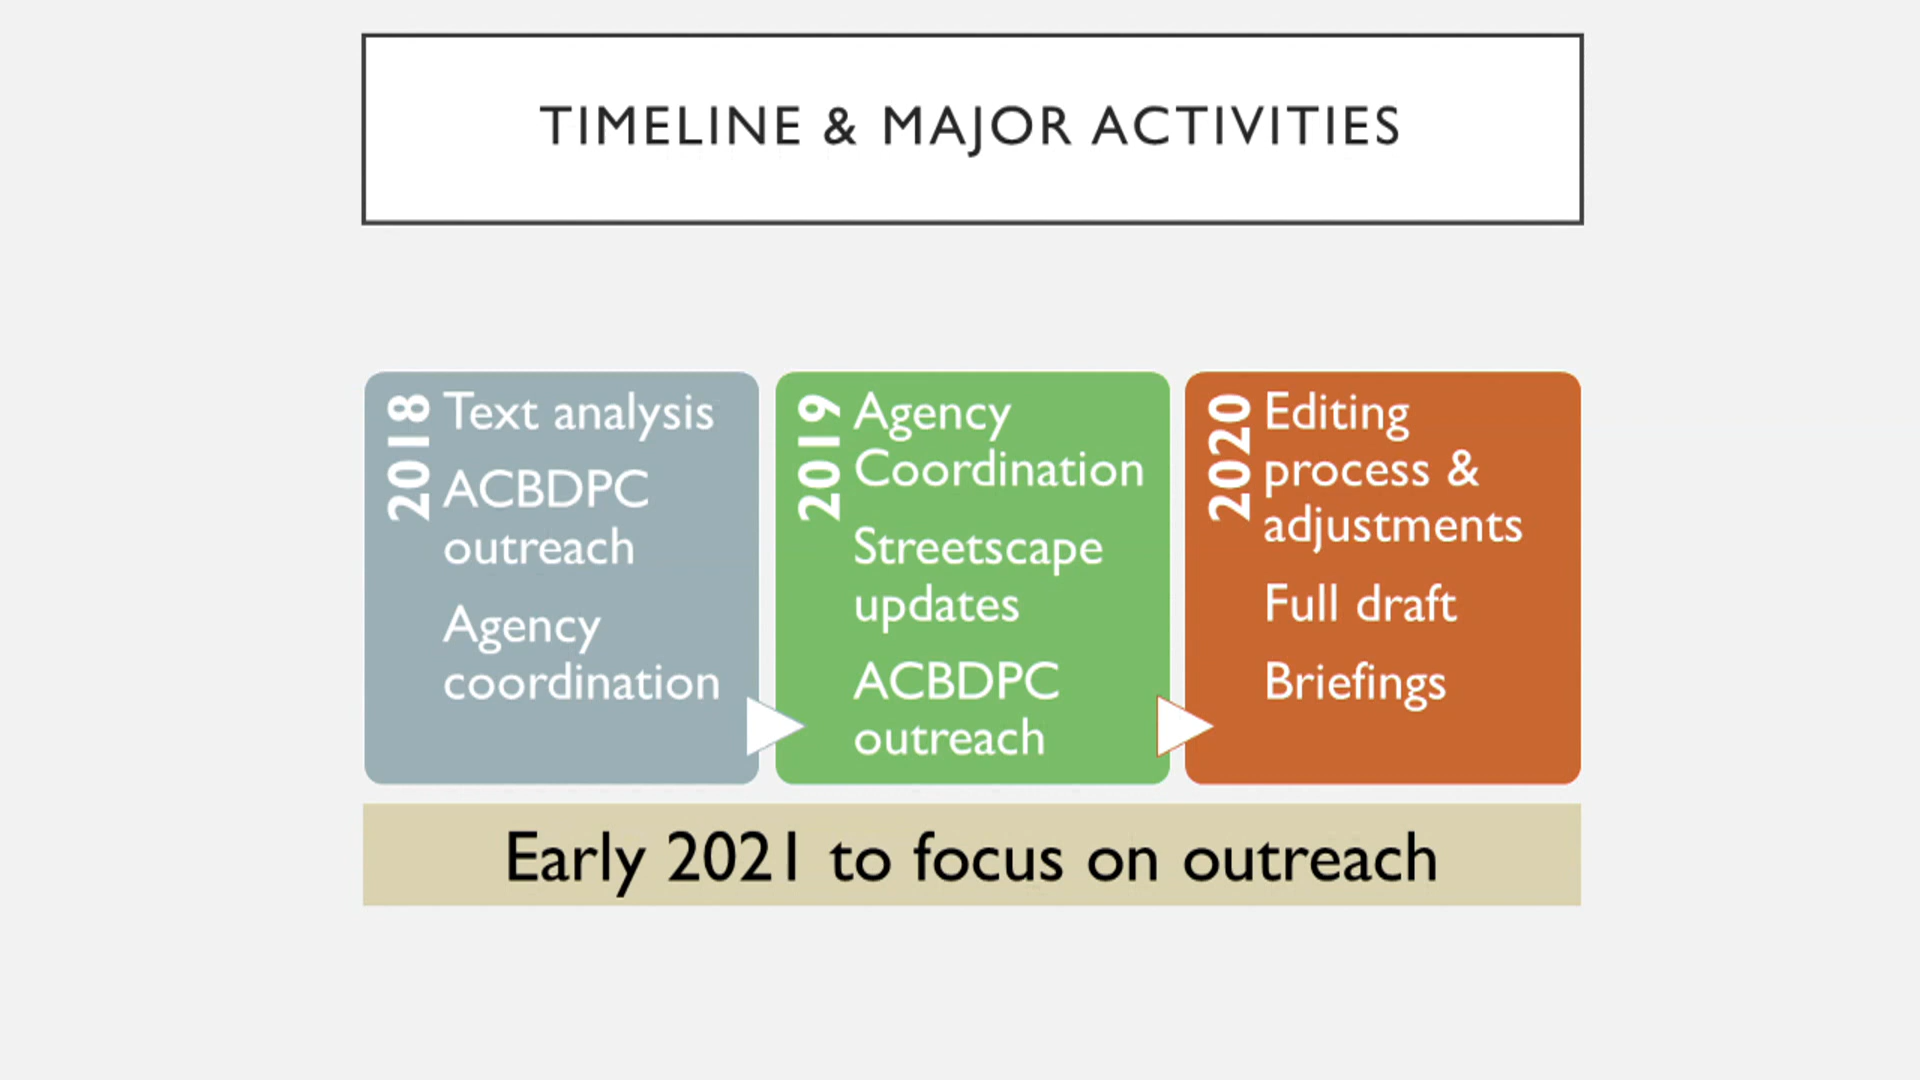 TIMELINE & MAJOR ACTIVITIES
2018
Text analysis
ACBDPC
outreach
Agency
coordination
2019
Agency
Coordination
Streetscape
updates
ACBDPC
outreach
2020
Editing
process &
adjustments
Full draft
Briefings
Early 2021 to focus on outreach